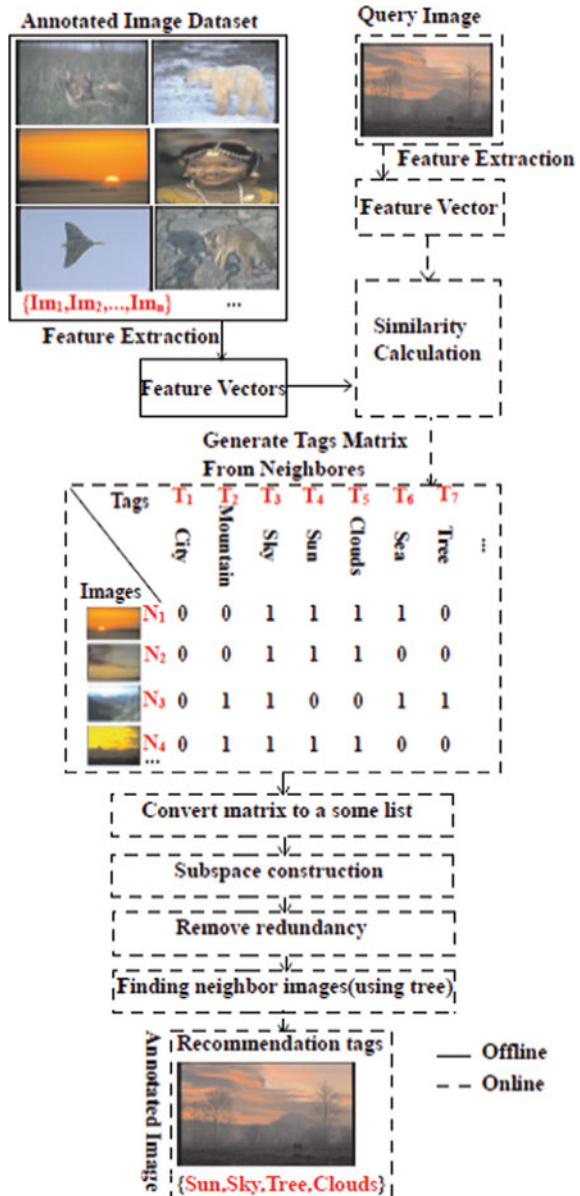 Annotated Image Dataset
{Im1,Im2,...,Imn}
...
Feature Extraction
Feature Vectors
Query Image
Feature Extraction
Feature Vector
Similarity
Calculation
Generate Tags Matrix
From Neighbores
Tags T1 T2 T3 T4 T5 T6 T7
City Mountain Sky Sun Clouds Sea Tree ...
Images
N1 0 0 1 1 1 1 0
N2 0 0 1 1 1 0 0
N3 0 1 1 0 0 1 1
N4 0 1 1 1 1 0 0
...
Convert matrix to a some list
Subspace construction
Remove redundancy
Finding neighbor images(using tree)
Annotated Image
Recommendation tags
{Sun,Sky,Tree,Clouds}
Offline
Online